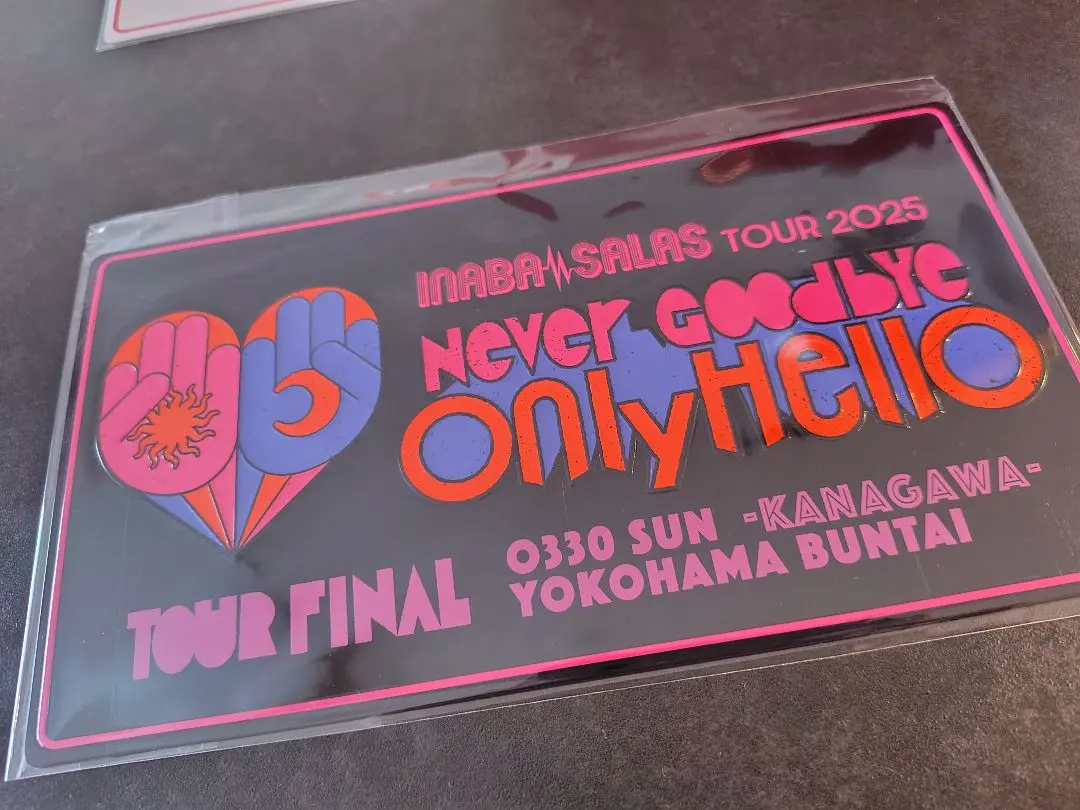 INABA SALAS TOUR 2025
Never Goodbye
Only Hello
TOUR FINAL
0330 SUN -KANAGAWA-
YOKOHAMA BUNTAI